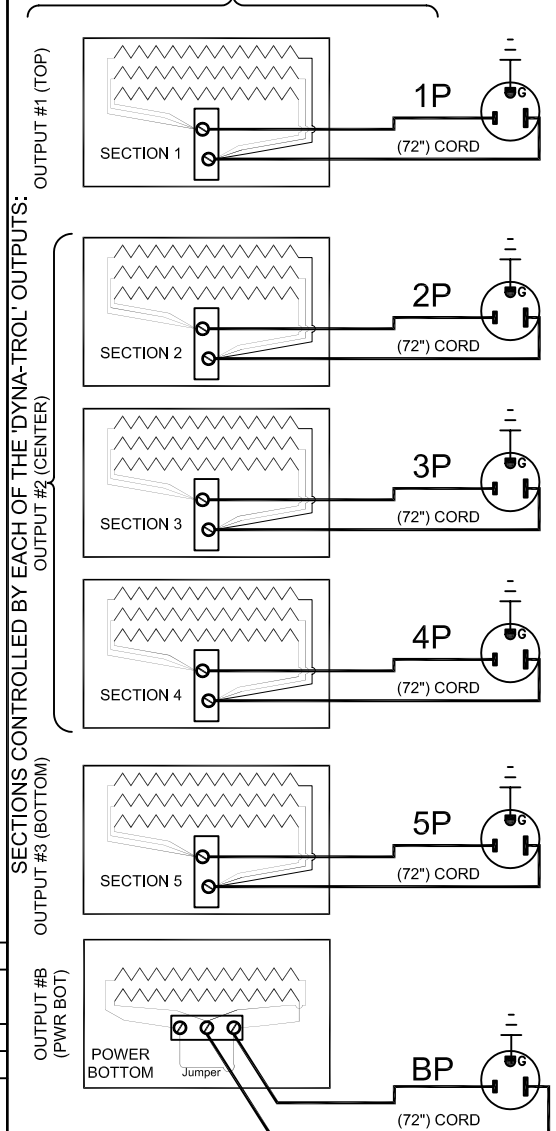 SECTIONS CONTROLLED BY EACH OF THE 'DYNA-TROL' OUTPUTS:
OUTPUT #1 (TOP)
SECTION 1
1P
(72") CORD
G
OUTPUT #2 (CENTER)
SECTION 2
2P
(72") CORD
G
SECTION 3
3P
(72") CORD
G
SECTION 4
4P
(72") CORD
G
OUTPUT #3 (BOTTOM)
SECTION 5
5P
(72") CORD
G
OUTPUT #B
(PWR BOT)
POWER
BOTTOM
Jumper
BP
(72") CORD
G